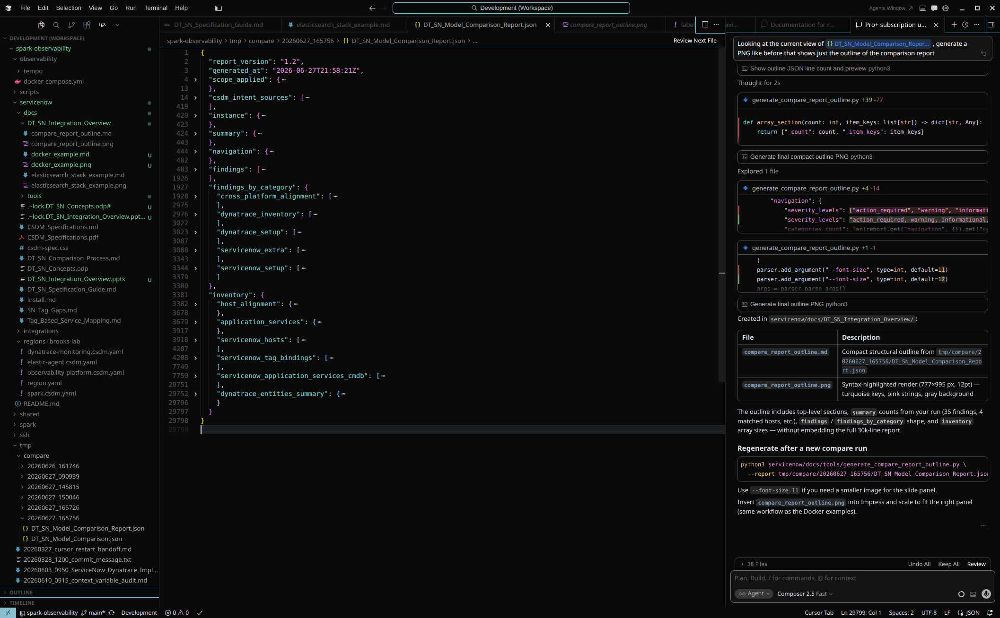 File Edit Selection View Go Run Terminal Help
Development (Workspace)
Agents Window
DEVELOPMENT (WORKSPACE)
spark-observability
observability
tempo
docker-compose.yml
scripts
servicenow
docs
DT_SN_Integration_Overview
compare_report_outline.md
compare_report_outline.png
docker_example.md U
docker_example.png U
elasticsearch_stack_example.md
elasticsearch_stack_example.png
tools
.~lock.DT_SN_Concepts.odp# U
.~lock.DT_SN_Integration_Overview.ppt... U
CSDM_Specifications.md
CSDM_Specifications.pdf
csdm-spec.css
DT_SN_Comparison_Process.md
DT_SN_Concepts.odp
DT_SN_Integration_Overview.pptx U
DT_SN_Specification_Guide.md
install.md
SN_Tag_Gaps.md
Tag_Based_Service_Mapping.md
integrations
regions / brooks-lab
dynatrace-monitoring.csdm.yaml
elastic-agent.csdm.yaml
observability-platform.csdm.yaml
region.yaml
spark.csdm.yaml
README.md
shared
spark
ssh
tmp
compare
20260626_161746
20260627_090939
20260627_145815
20260627_150046
20260627_165726
20260627_165756
DT_SN_Model_Comparison_Report.json
DT_SN_Model_Comparison.json
20260327_cursor_restart_handoff.md
20260328_1200_commit_message.txt
20260603_0950_ServiceNow_Dynatrace_Impl...
20260610_0915_context_variable_audit.md
OUTLINE
TIMELINE
DT_SN_Specification_Guide.md elasticsearch_stack_example.md {} DT_SN_Model_Comparison_Report.json compare_report_outline.png ! label
spark-observability > tmp > compare > 20260627_165756 > {} DT_SN_Model_Comparison_Report.json > ...
Review Next File
1 {
2 "report_version": "1.2",
3 "generated_at": "2026-06-27T21:58:21Z",
4 "scope_applied": {⋯
13 },
14 "csdm_intent_sources": [⋯
419 ],
420 "instance": {⋯
423 },
424 "summary": {⋯
443 },
444 "navigation": {⋯
482 },
483 "findings": [⋯
1926 ],
1927 "findings_by_category": {
1928 "cross_platform_alignment": [⋯
2975 ],
2976 "dynatrace_inventory": [⋯
3022 ],
3023 "dynatrace_setup": [⋯
3087 ],
3088 "servicenow_extra": [⋯
3343 ],
3344 "servicenow_setup": [⋯
3379 ]
3380 },
3381 "inventory": {
3382 "host_alignment": {⋯
3678 },
3679 "application_services": {⋯
3917 },
3918 "servicenow_hosts": [⋯
4207 ],
4208 "servicenow_tag_bindings": [⋯
7749 ],
7750 "servicenow_application_services_cmdb": [⋯
29751 ],
29752 "dynatrace_entities_summary": {⋯
29796 }
29797 }
29798 }
29799
evi... Documentation for r... Pro+ subscription u...
Looking at the current view of {} DT_SN_Model_Comparison_Repor... , generate a
PNG like before that shows just the outline of the comparison report
Show outline JSON line count and preview python3
Thought for 2s
generate_compare_report_outline.py +39 -77
def array_section(count: int, item_keys: list[str]) -> dict[str, Any]:
return {"_count": count, "_item_keys": item_keys}
Generate final compact outline PNG python3
Explored 1 file
generate_compare_report_outline.py +4 -14
"navigation": {
"severity_levels": ["action_required", "warning", "informati
"severity_levels": "action_required, warning, informational,
"categories_count": len(report.get("navigation", {}).get("ca
generate_compare_report_outline.py +1 -1
)
parser.add_argument("--font-size", type=int, default=11)
parser.add_argument("--font-size", type=int, default=12)
args = parser.parse_args()
Generate final outline PNG python3
Created in servicenow/docs/DT_SN_Integration_Overview/:
File Description
compare_report_outline.md Compact structural outline from tmp/compare/2
0260627_165756/DT_SN_Model_Comparison_Repo
rt.json
compare_report_outline.png Syntax-highlighted render (777×995 px, 12pt) —
turquoise keys, pink strings, gray background
The outline includes top-level sections, summary counts from your run (35 findings, 4
matched hosts, etc.), findings / findings_by_category shape, and inventory
array sizes — without embedding the full 30k-line report.
Regenerate after a new compare run
python3 servicenow/docs/tools/generate_compare_report_outline.py \
--report tmp/compare/20260627_165756/DT_SN_Model_Comparison_Report.json
Use --font-size 11 if you need a smaller image for the slide panel.
Insert compare_report_outline.png into Impress and scale to fit the right panel
(same workflow as the Docker examples).
38 Files Undo All Keep All Review
Plan, Build, / for commands, @ for context
Agent Composer 2.5 Fast
spark-observability main* Development 0 0 Cursor Tab Ln 29799, Col 1 Spaces: 2 UTF-8 LF {} JSON